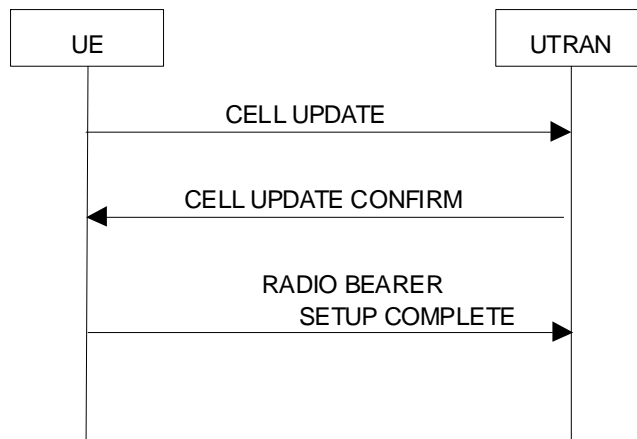 UE
UTRAN
CELL UPDATE
CELL UPDATE CONFIRM
RADIO BEARER
SETUP COMPLETE